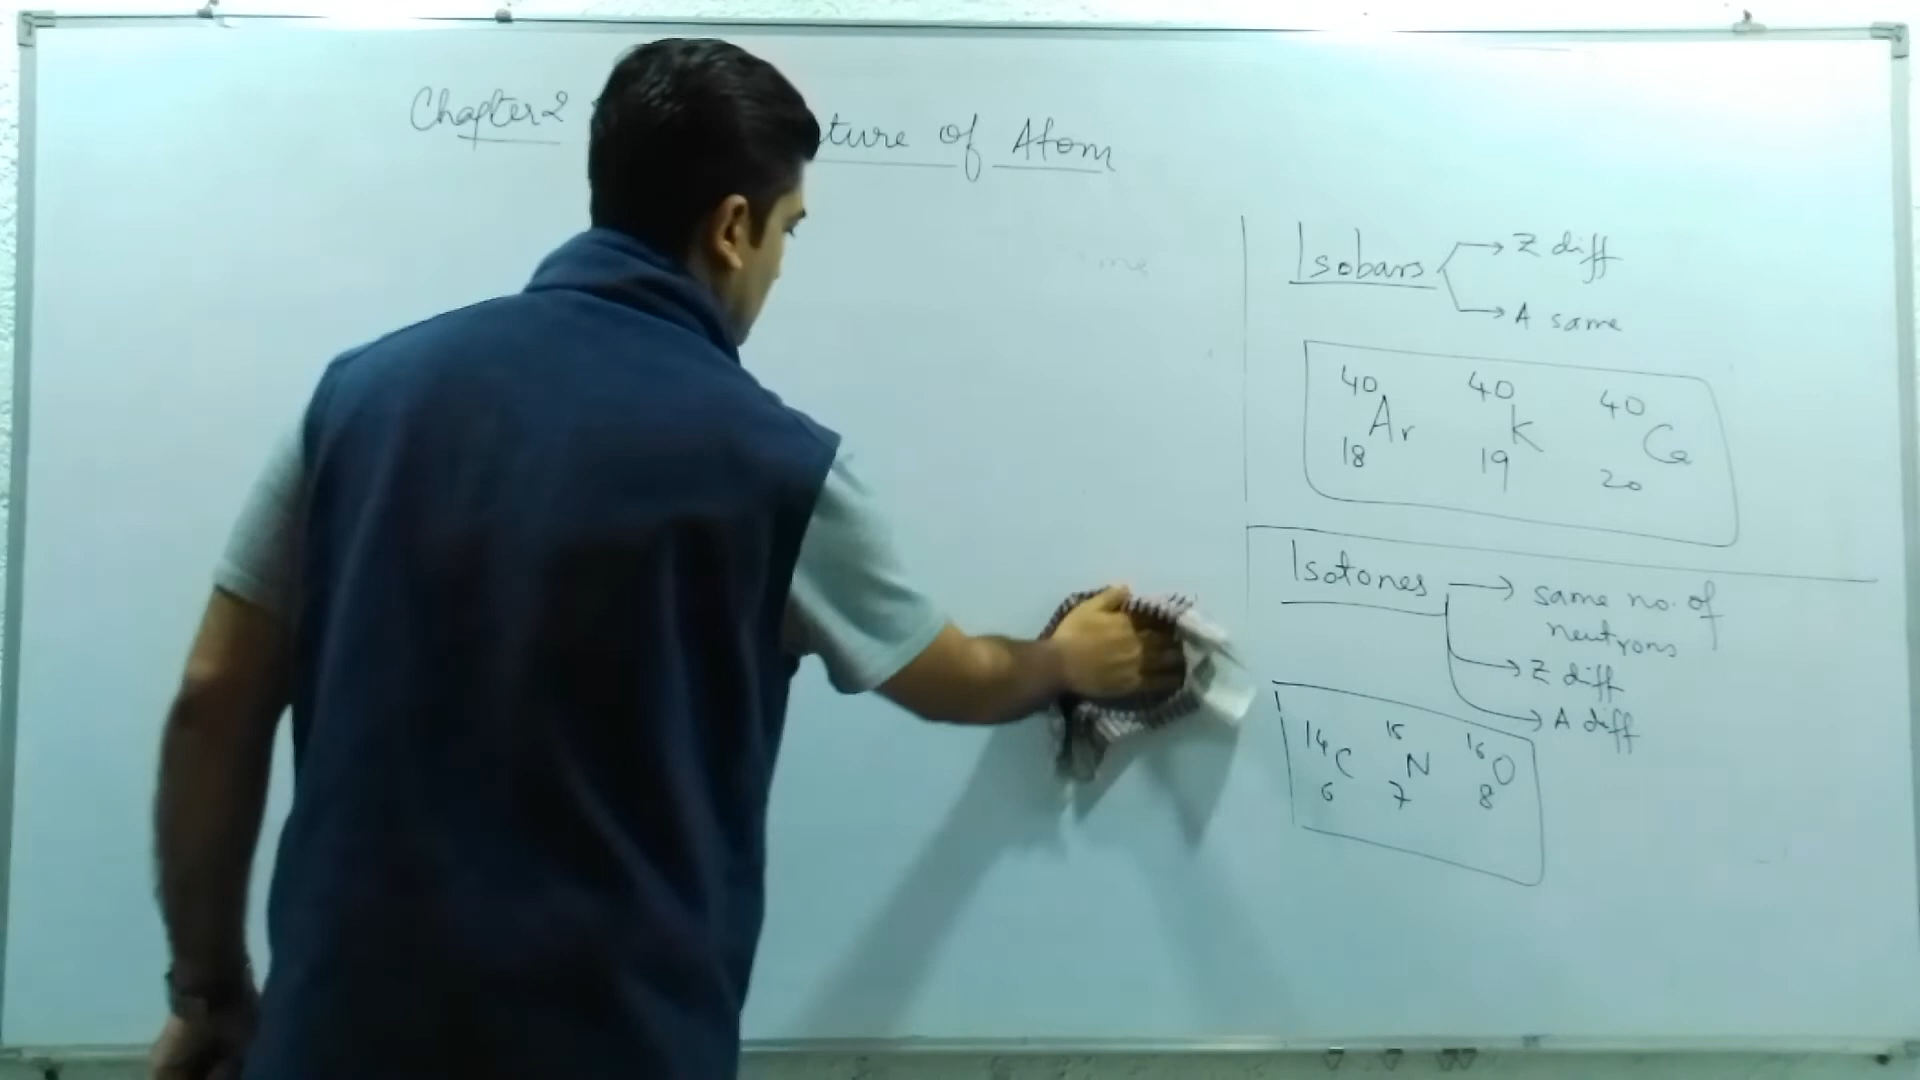 Chapter 2 ture of Atom
Isobars → Z diff
→ A same
40 40 40
Ar K Ca
18 19 20
Isotones → same no. of
neutrons
→ Z diff
→ A diff
14 15 16
C N O
6 7 8